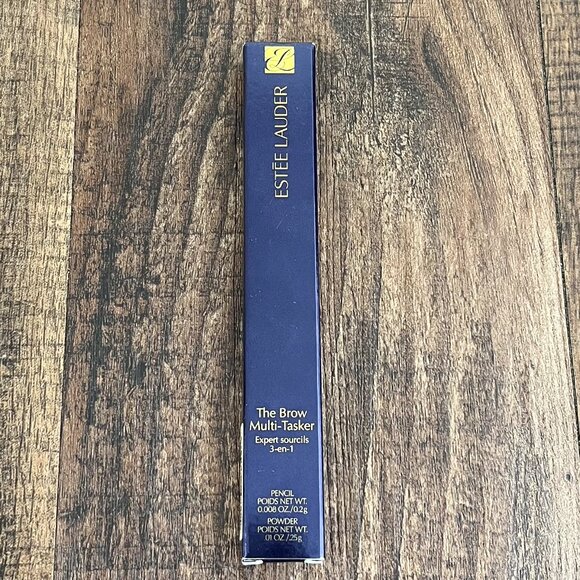 ESTĒE LAUDER
The Brow
Multi-Tasker
Expert sourcils
3-en-1
PENCIL
POIDS NET WT.
0.008 OZ./0.2g
POWDER
POIDS NET WT.
.01 OZ./.25g